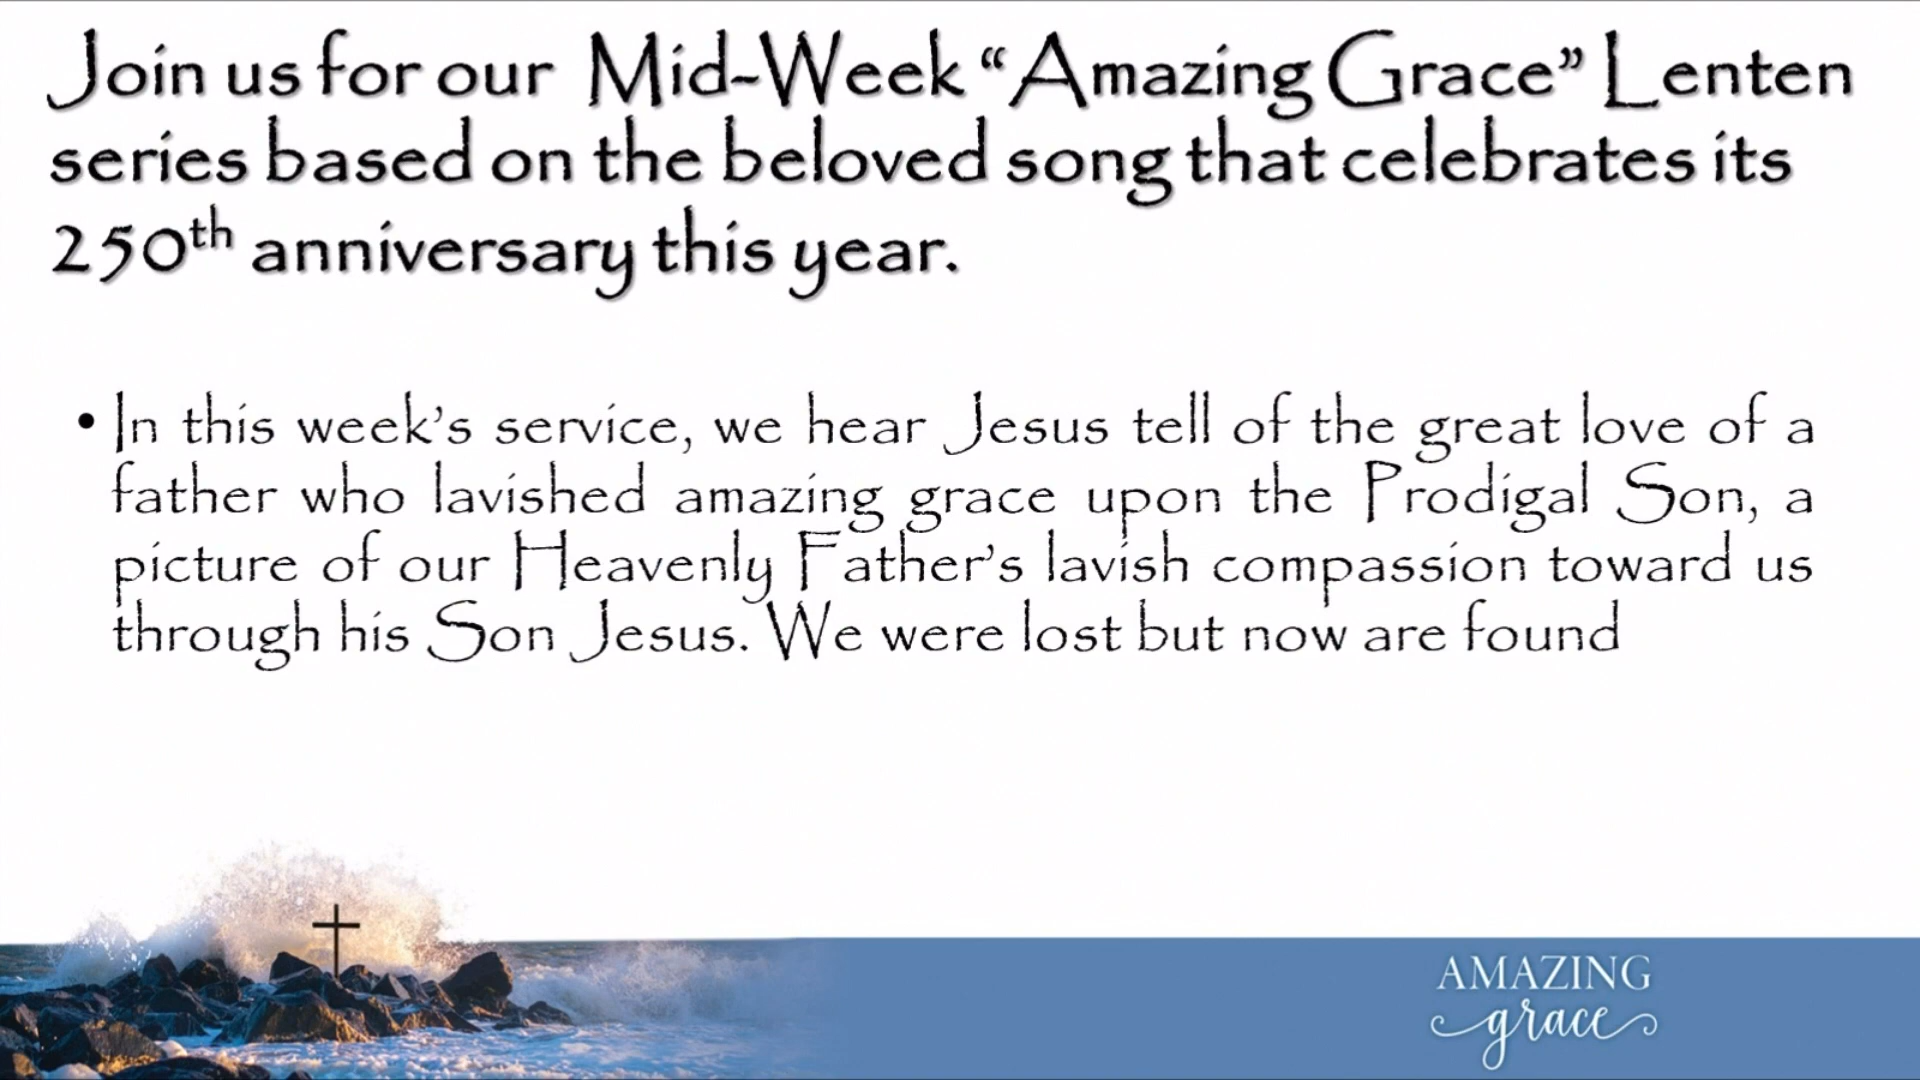 Join us for our Mid-Week “Amazing Grace” Lenten
series based on the beloved song that celebrates its
250th anniversary this year.
• In this week’s service, we hear Jesus tell of the great love of a
father who lavished amazing grace upon the Prodigal Son, a
picture of our Heavenly Father’s lavish compassion toward us
through his Son Jesus. We were lost but now are found
AMAZING
grace